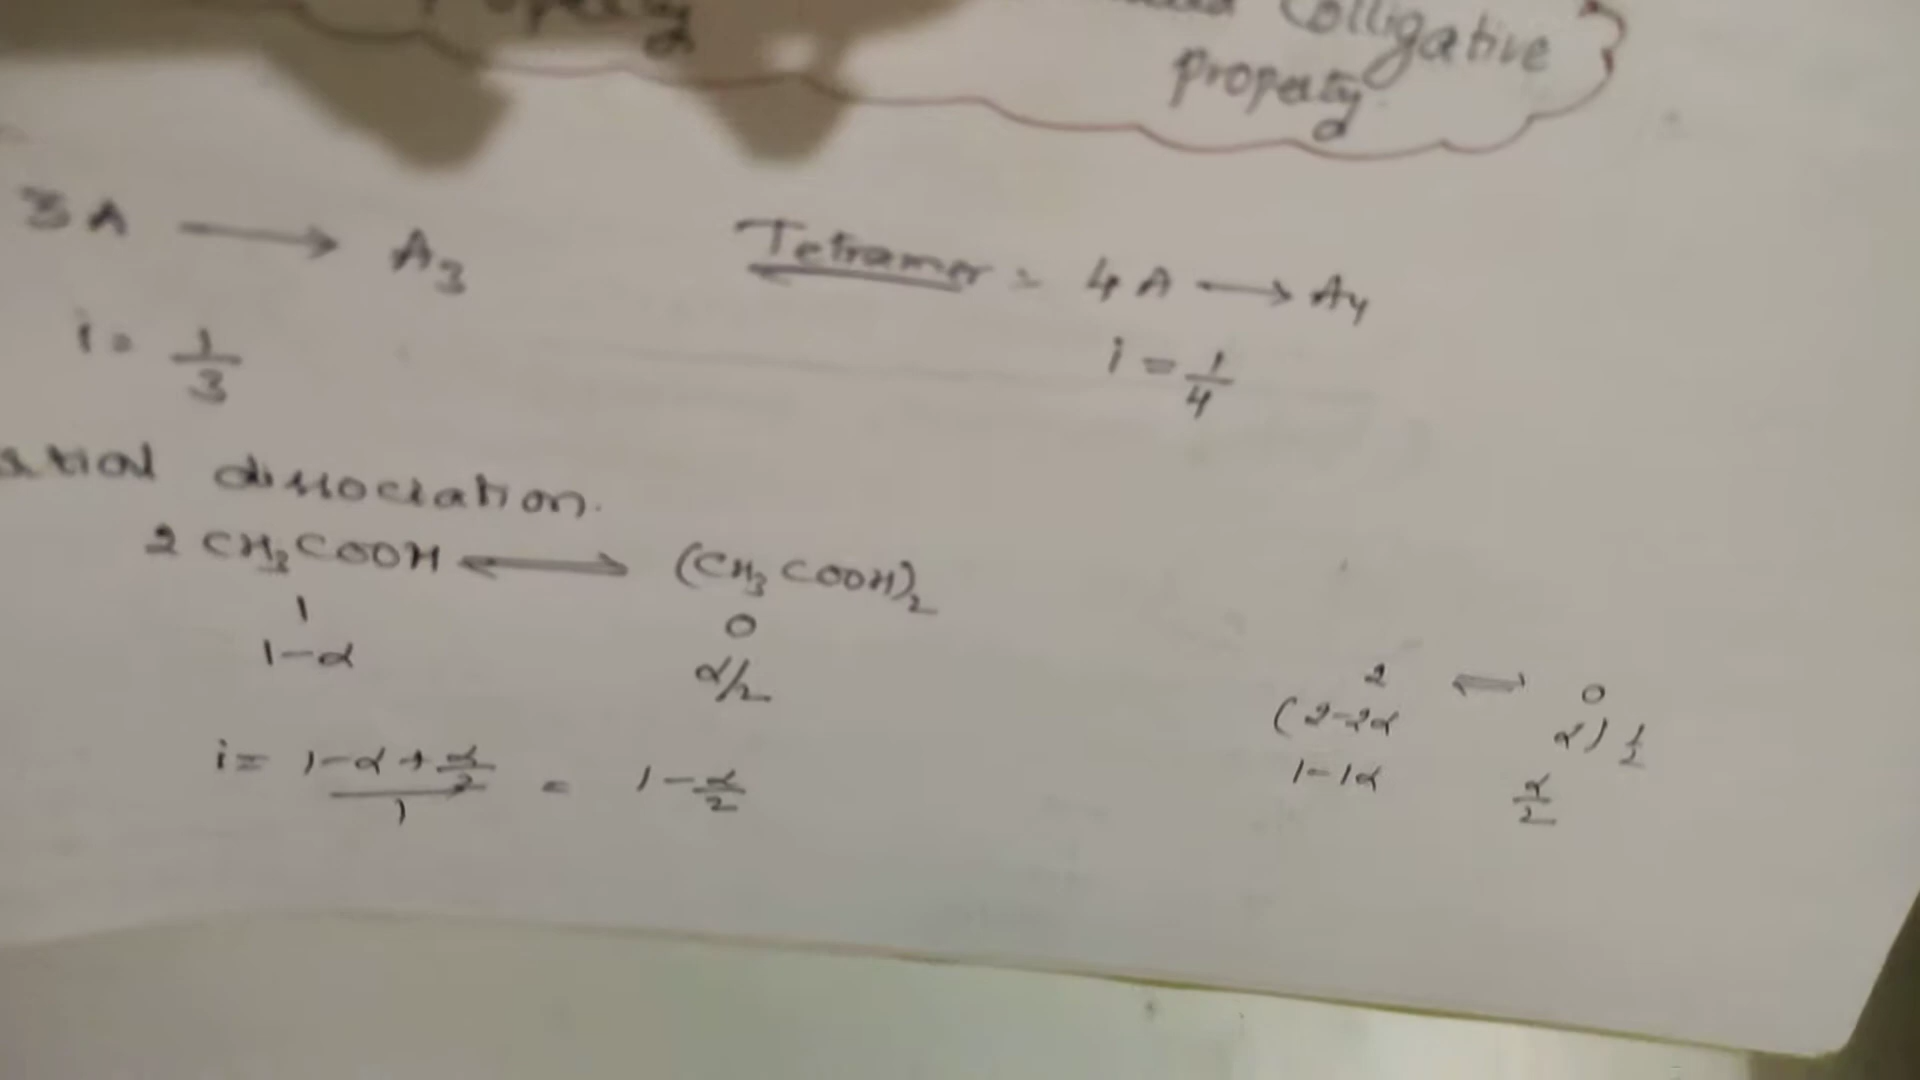 Colligative
property
3A ⟶ A3
Tetramer = 4A ⟶ A4
i = 1/3
i = 1/4
dissociation.
2 CH3COOH ⇌ (CH3COOH)2
1 0
1-α α/2
i = (1-α+α/2)/1 = 1-α/2
2 ⇌ 0
(2-2α α) 1/2
1-1α α/2